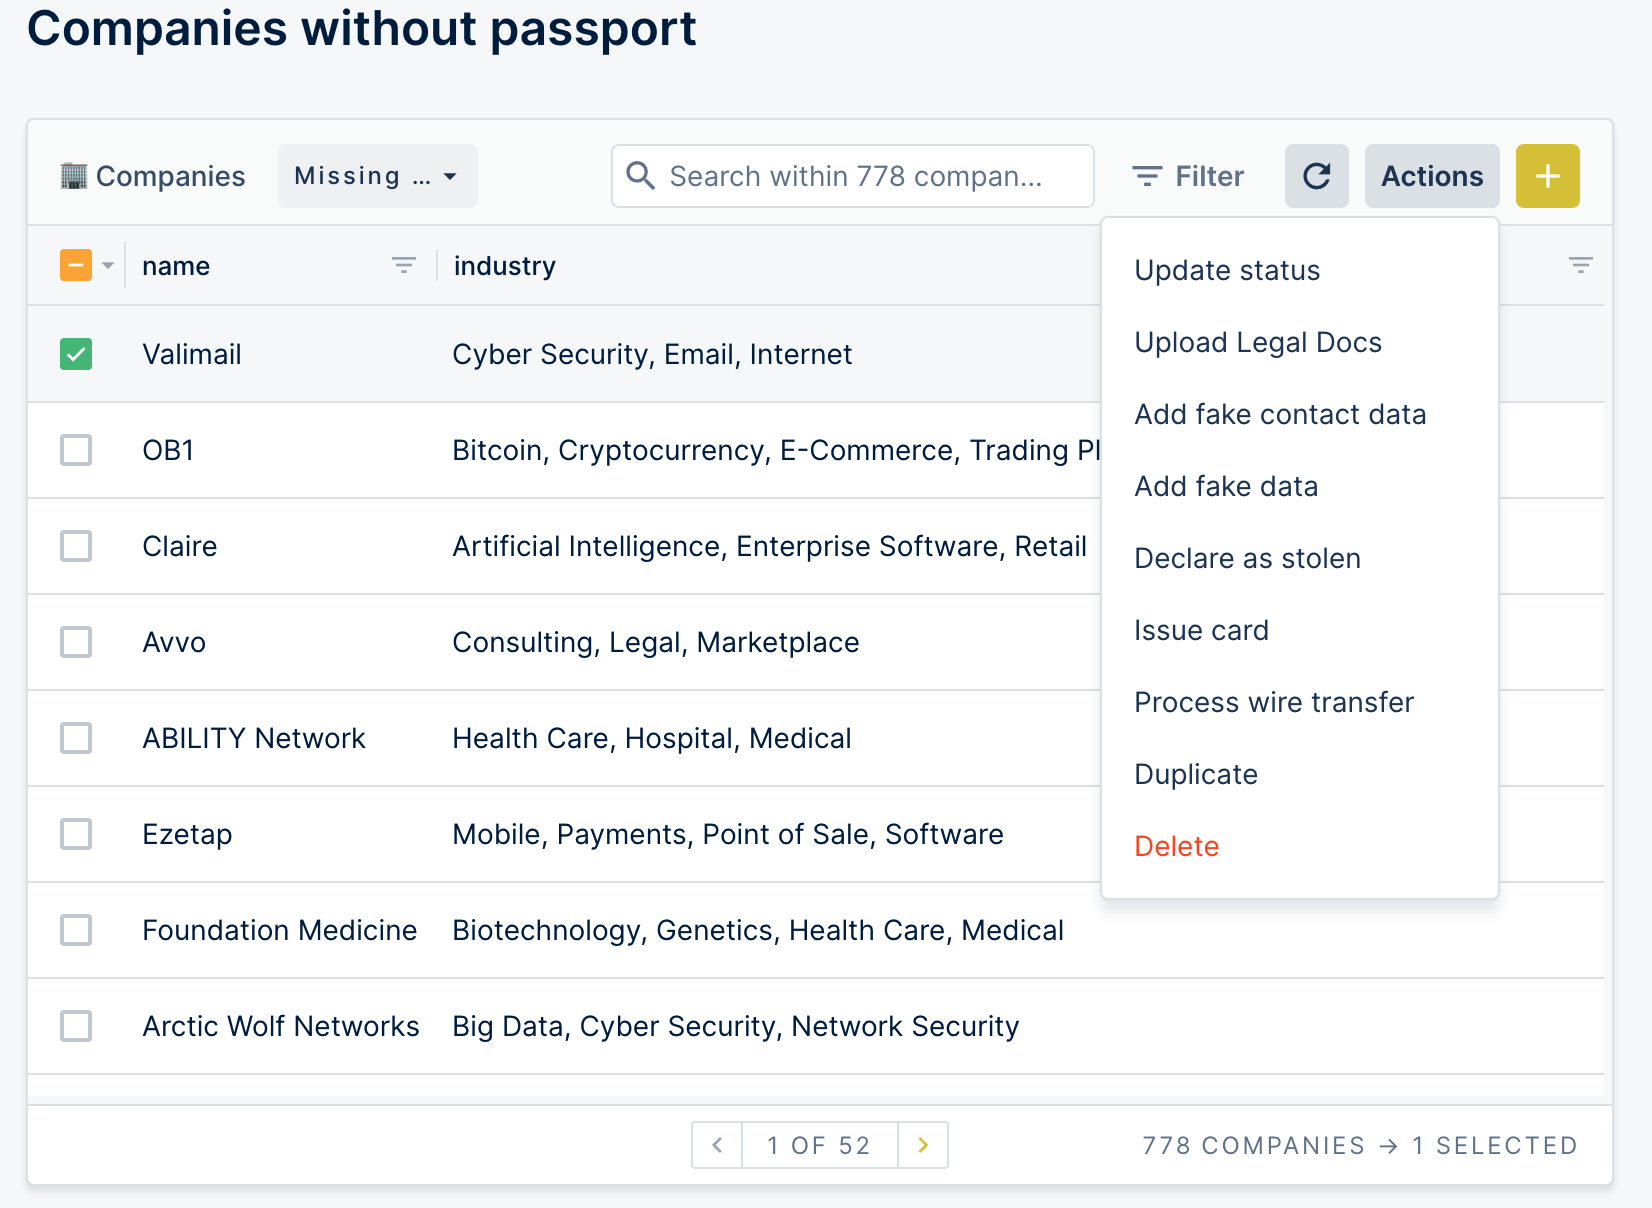 Companies without passport
Companies
Missing ...
Search within 778 compan...
Filter
Actions
name
industry
Valimail
Cyber Security, Email, Internet
OB1
Bitcoin, Cryptocurrency, E-Commerce, Trading Pl
Claire
Artificial Intelligence, Enterprise Software, Retail
Avvo
Consulting, Legal, Marketplace
ABILITY Network
Health Care, Hospital, Medical
Ezetap
Mobile, Payments, Point of Sale, Software
Foundation Medicine
Biotechnology, Genetics, Health Care, Medical
Arctic Wolf Networks
Big Data, Cyber Security, Network Security
Update status
Upload Legal Docs
Add fake contact data
Add fake data
Declare as stolen
Issue card
Process wire transfer
Duplicate
Delete
1 OF 52
778 COMPANIES → 1 SELECTED